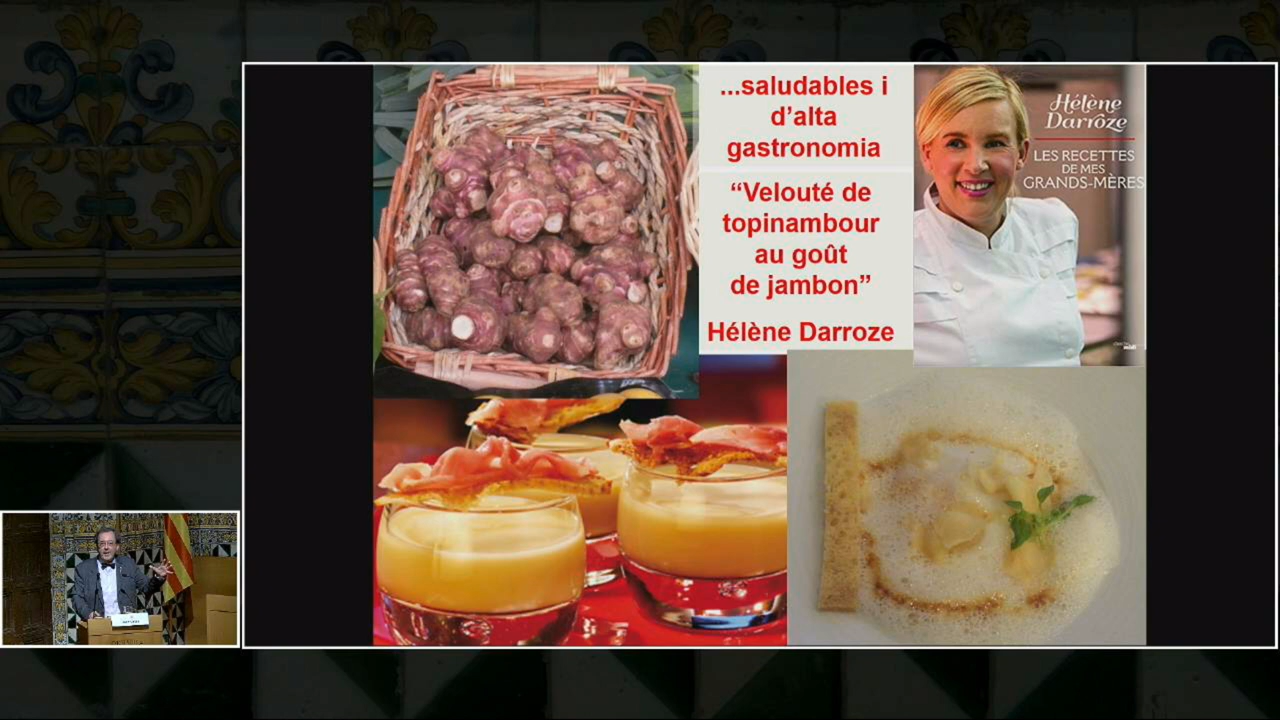 ...saludables i
d’alta
gastronomia
“Velouté de
topinambour
au goût
de jambon”
Hélène Darroze
Hélène
Darroze
LES RECETTES
DE MES
GRANDS-MÈRES